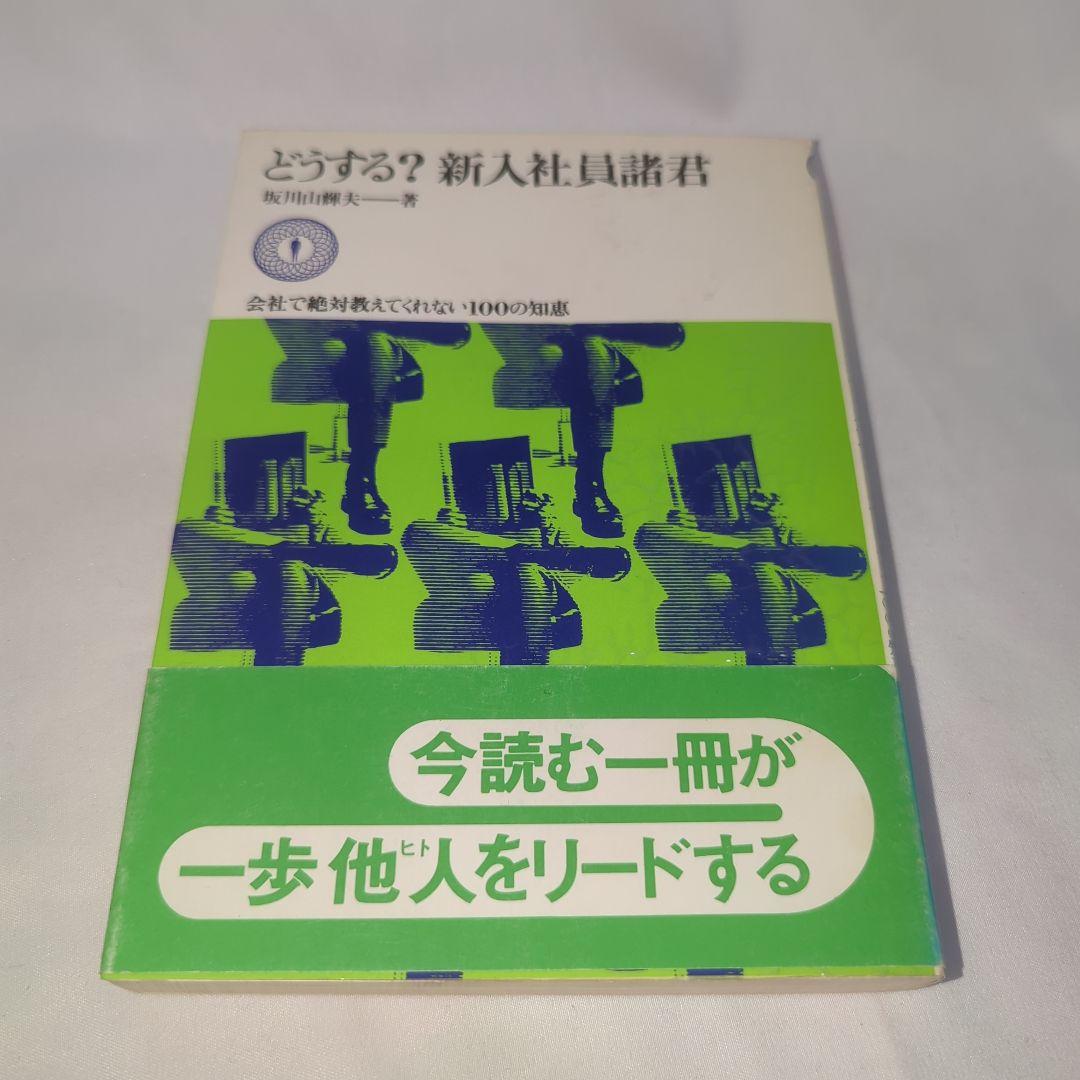 どうする？新入社員諸君
坂川山輝夫——著
会社で絶対教えてくれない100の知恵
今読む一冊が
一歩他人をリードする
ヒト